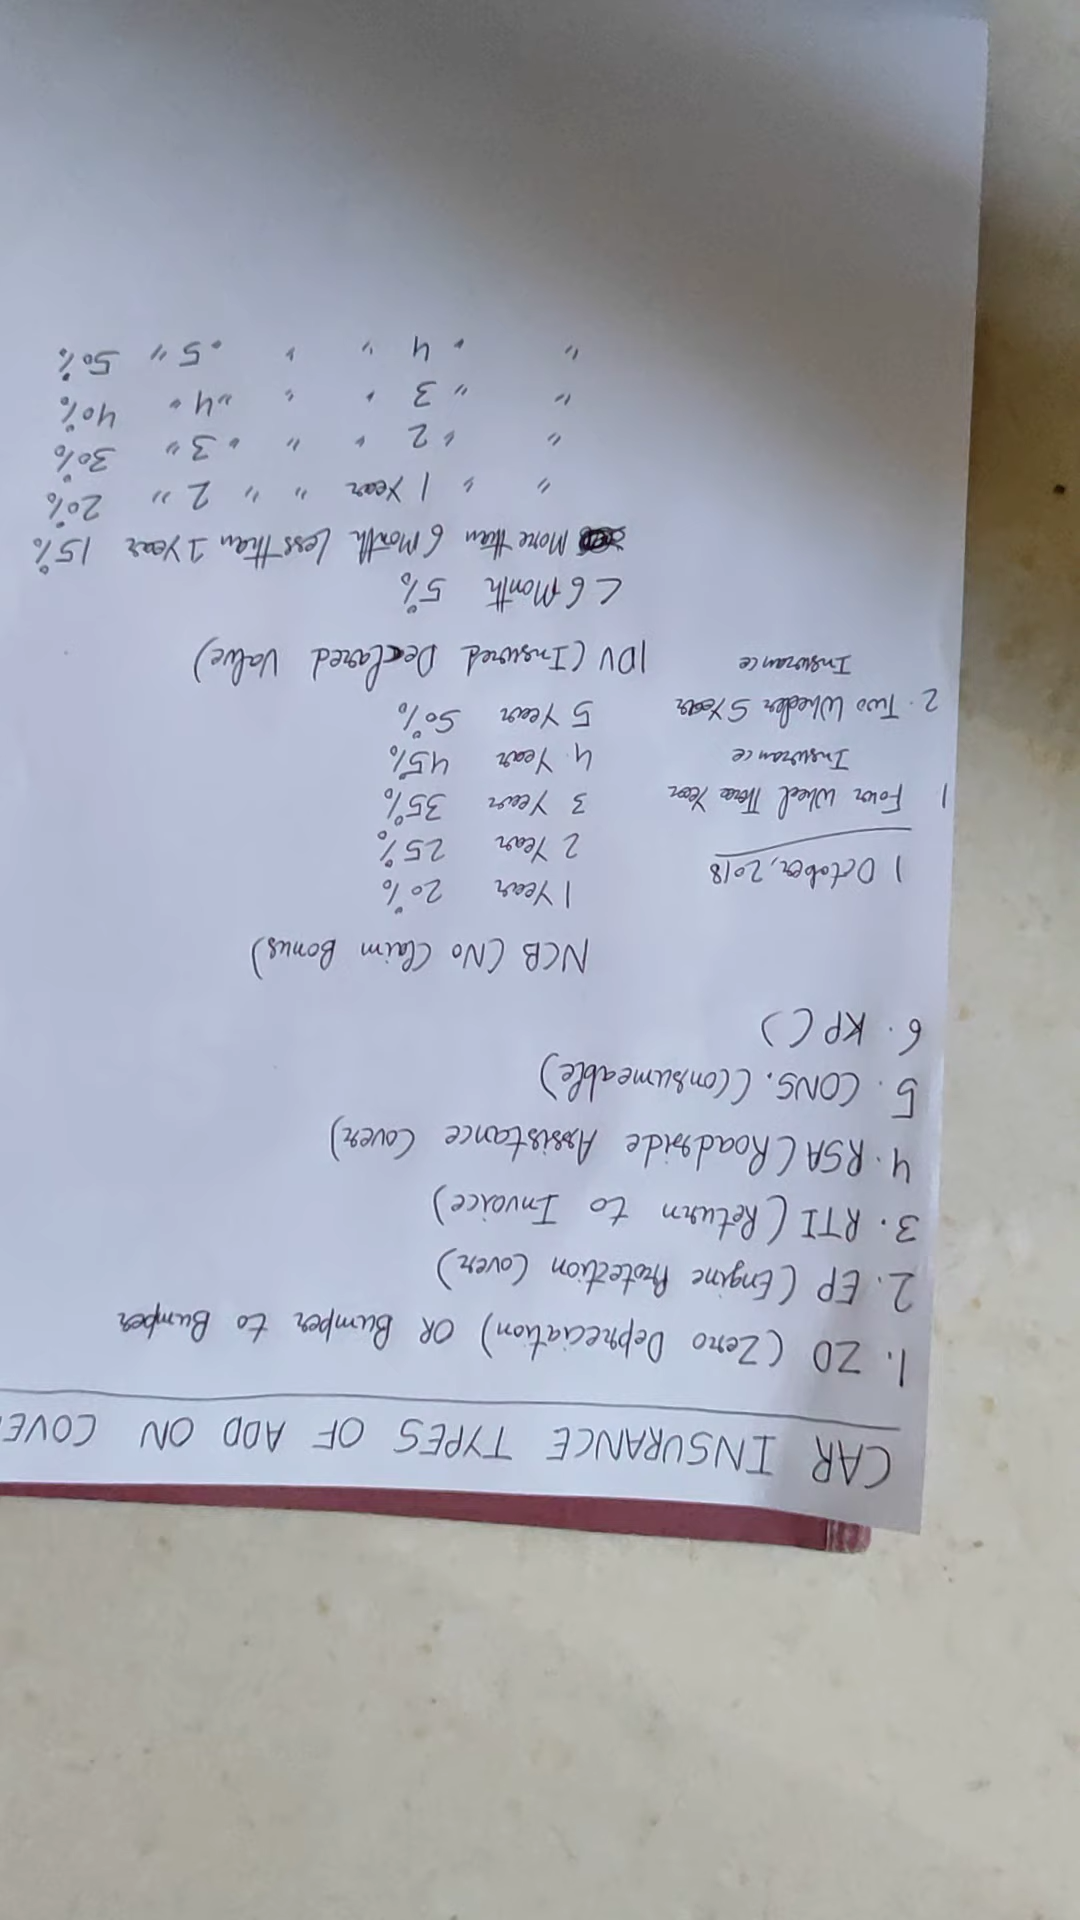 CAR INSURANCE TYPES OF ADD ON COVE
1. ZD (Zero Depreciation) OR Bumper to Bumper
2. EP (Engine Protection Cover)
3. RTI (Return to Invoice)
4. RSA (Roadside Assistance Cover)
5. CONS. (Consumeable)
6. KP ( )
NCB (No Claim Bonus)
1 October, 2018
1 Year 20%
2 Year 25%
3 Year 35%
4 Year 45%
5 Year 50%
1 Four Wheel Three Year
Insurance
2. Two Wheeler 5 Year
Insurance
IDV (Insured Declared Value)
< 6 Month 5%
More than 6 Month Less than 1 Year 15%
" " 1 Year " " 2 " 20%
" " 2 " " " 3 " 30%
" " 3 " " " 4 " 40%
" " 4 " " " 5 " 50%